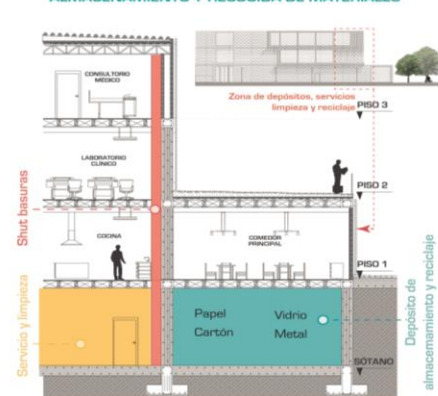 ALMACENAMIENTO Y RECOGIDA DE MATERIALES
CONSULTORIO
MÉDICO
Zona de depósitos, servicios
limpieza y reciclaje
PISO 3
LABORATORIO
CLÍNICO
PISO 2
Shut basuras
COCINA
COMEDOR
PRINCIPAL
PISO 1
Servicio y limpieza
Papel
Cartón
Vidrio
Metal
Depósito de
almacemamiento y reciclaje
SÓTANO